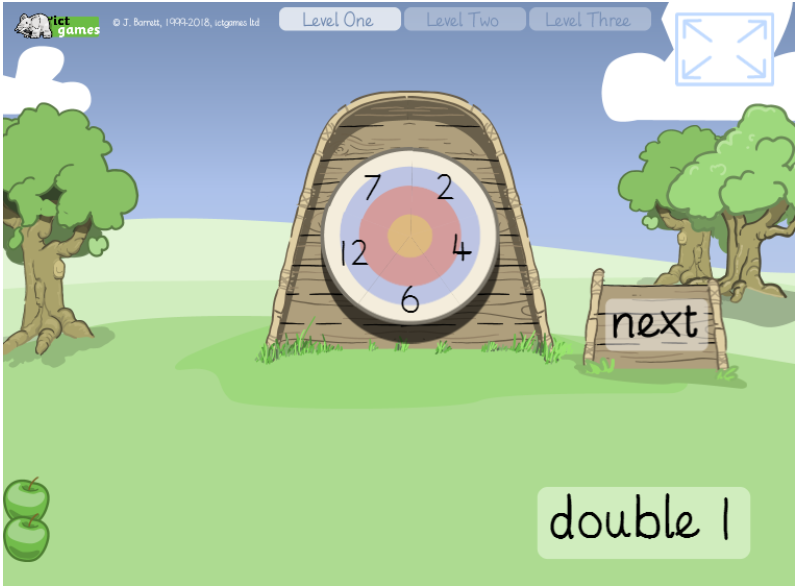 ict
games
© J. Barrett, 1999-2018, ictgames ltd
Level One
Level Two
Level Three
7
2
12
4
6
next
double 1